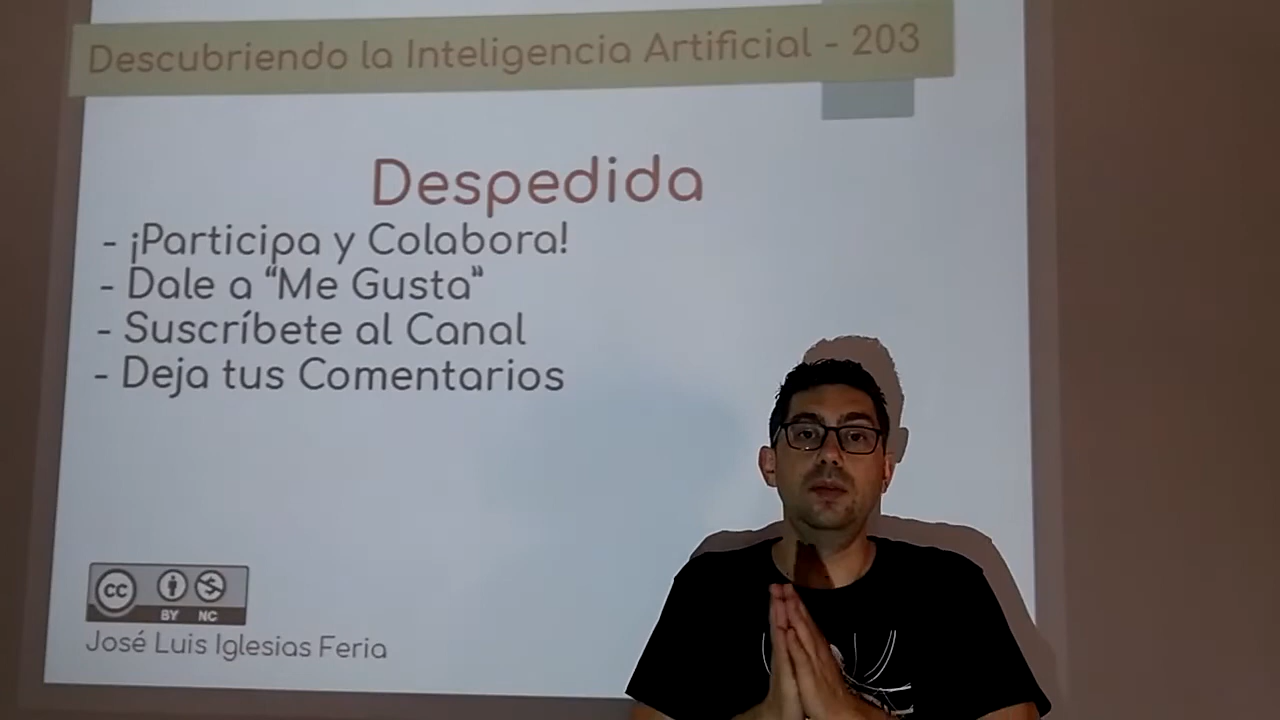 Descubriendo la Inteligencia Artificial - 203
Despedida
- ¡Participa y Colabora!
- Dale a “Me Gusta”
- Suscríbete al Canal
- Deja tus Comentarios
cc
BY NC
José Luis Iglesias Feria